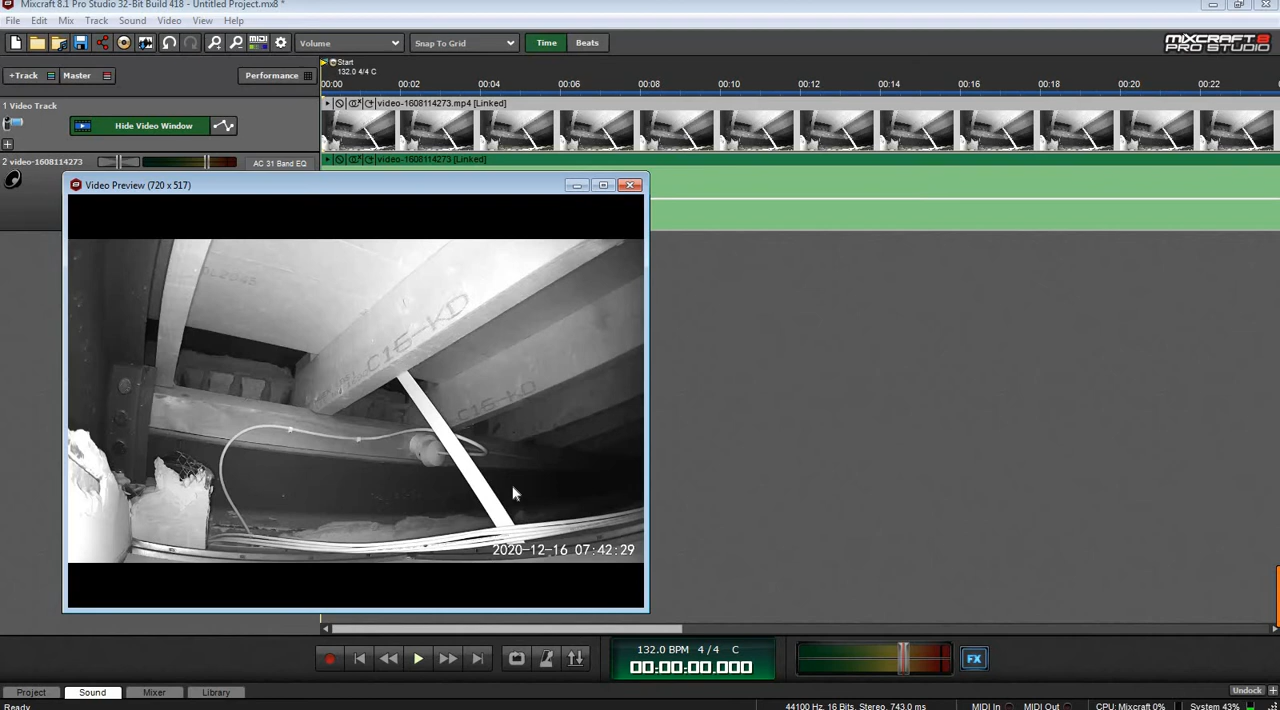 Mixcraft 8.1 Pro Studio 32-Bit Build 418 - Untitled Project.mx8 *
File Edit Mix Track Sound Video View Help
Volume Snap To Grid Time Beats MIXCRAFT 8 PRO STUDIO
+Track Master Performance
Start
132.0 4/4 C
00:00 00:02 00:04 00:06 00:08 00:10 00:12 00:14 00:16 00:18 00:20 00:22
1 Video Track
video-1608114273.mp4 [Linked]
Hide Video Window
2 video-1608114273 AC 31 Band EQ
video-1608114273 [Linked]
Video Preview (720 x 517)
C16-KD
C16-KD
2020-12-16 07:42:29
132.0 BPM 4/4 C
00:00:00.000
FX
Project Sound Mixer Library Undock
Ready 44100 Hz, 16 Bits, Stereo, 743.0 ms. MIDI In MIDI Out CPU: Mixcraft 0% System 43%